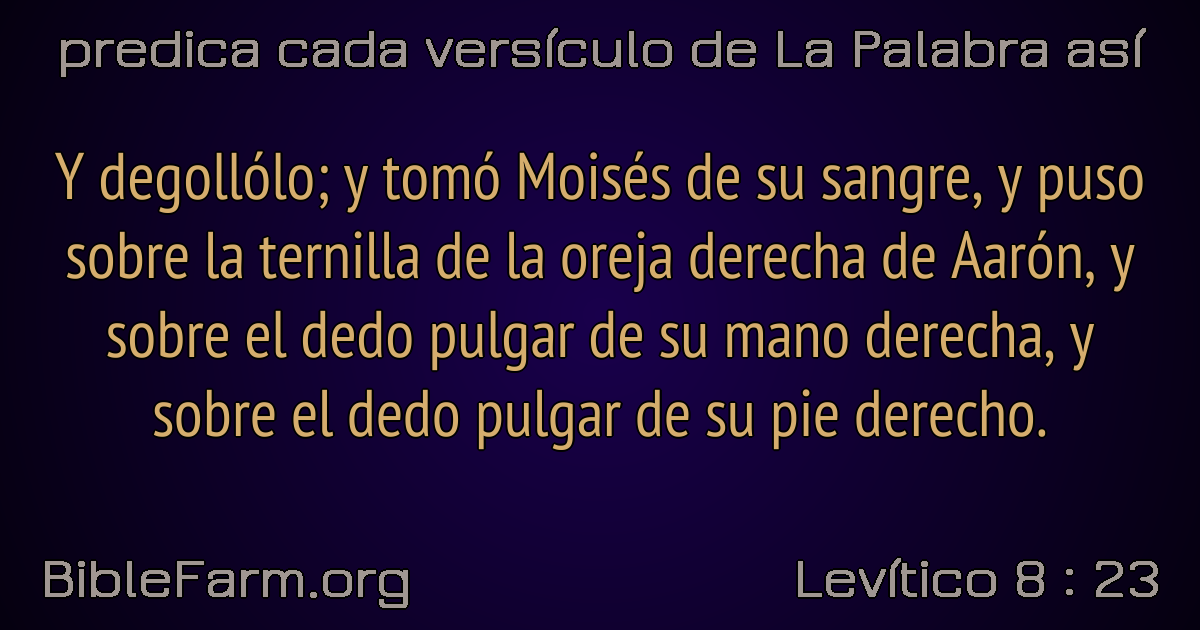 predica cada versículo de La Palabra así
Y degollólo; y tomó Moisés de su sangre, y puso
sobre la ternilla de la oreja derecha de Aarón, y
sobre el dedo pulgar de su mano derecha, y
sobre el dedo pulgar de su pie derecho.
BibleFarm.org
Levítico 8 : 23